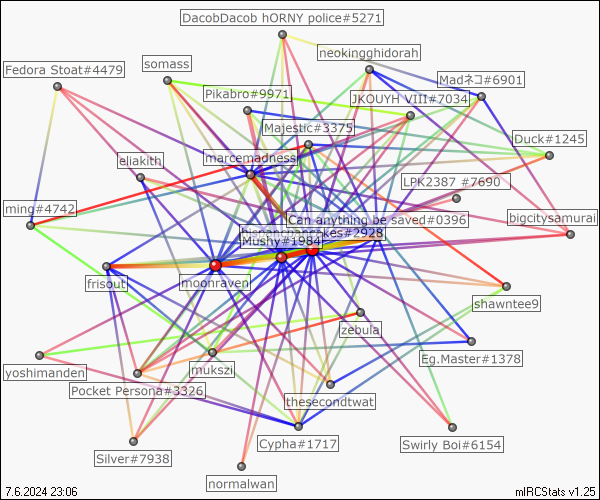 DacobDacob hORNY police#5271
neokingghidorah
somass
Fedora Stoat#4479
Madネコ#6901
Pikabro#9971
JKOUYH VIII#7034
Majestic#3375
Duck#1245
eliakith
marcemadness
LPK2387 #7690
ming#4742
Can anything be saved#0396
bigcitysamurai
Mushy#1984
frisout
moonraven
shawntee9
zebula
Eg.Master#1378
yoshimanden
mukszi
Pocket Persona#3326
thesecondtwat
Cypha#1717
Swirly Boi#6154
Silver#7938
normalwan
7.6.2024 23:06
mIRCStats v1.25